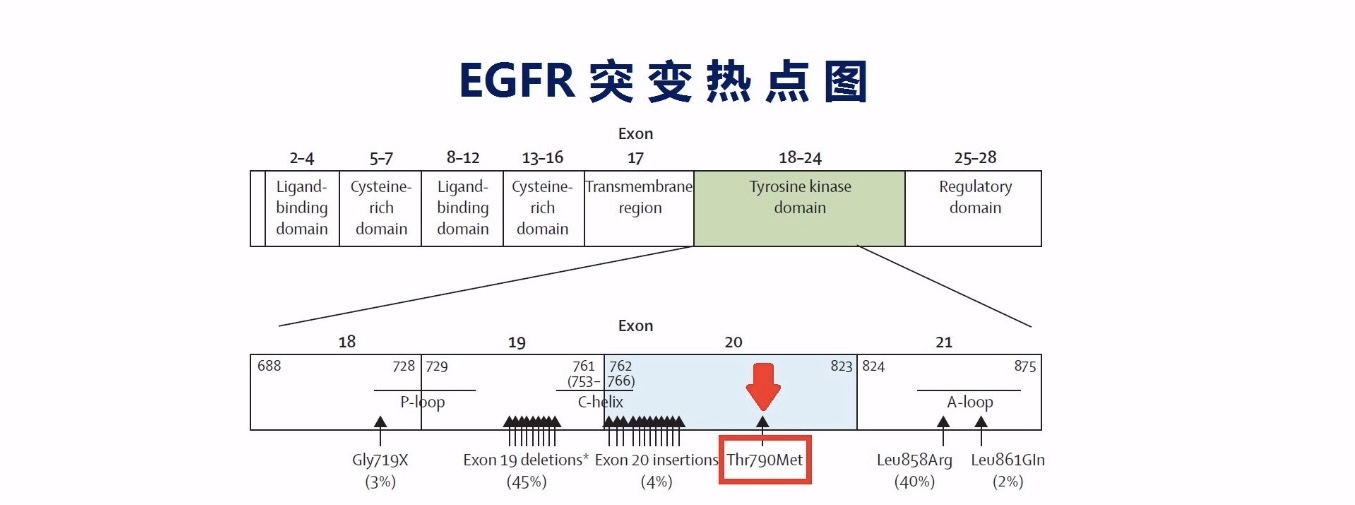 EGFR 突变热点图
Exon
2–4 5–7 8–12 13–16 17 18–24 25–28
Ligand-binding domain
Cysteine-rich domain
Ligand-binding domain
Cysteine-rich domain
Transmembrane region
Tyrosine kinase domain
Regulatory domain
Exon
18 19 20 21
688 728 729 761 762 823 824 875
(753–766)
P-loop C-helix A-loop
Gly719X Exon 19 deletions* Exon 20 insertions Thr790Met Leu858Arg Leu861Gln
(3%) (45%) (4%) (40%) (2%)